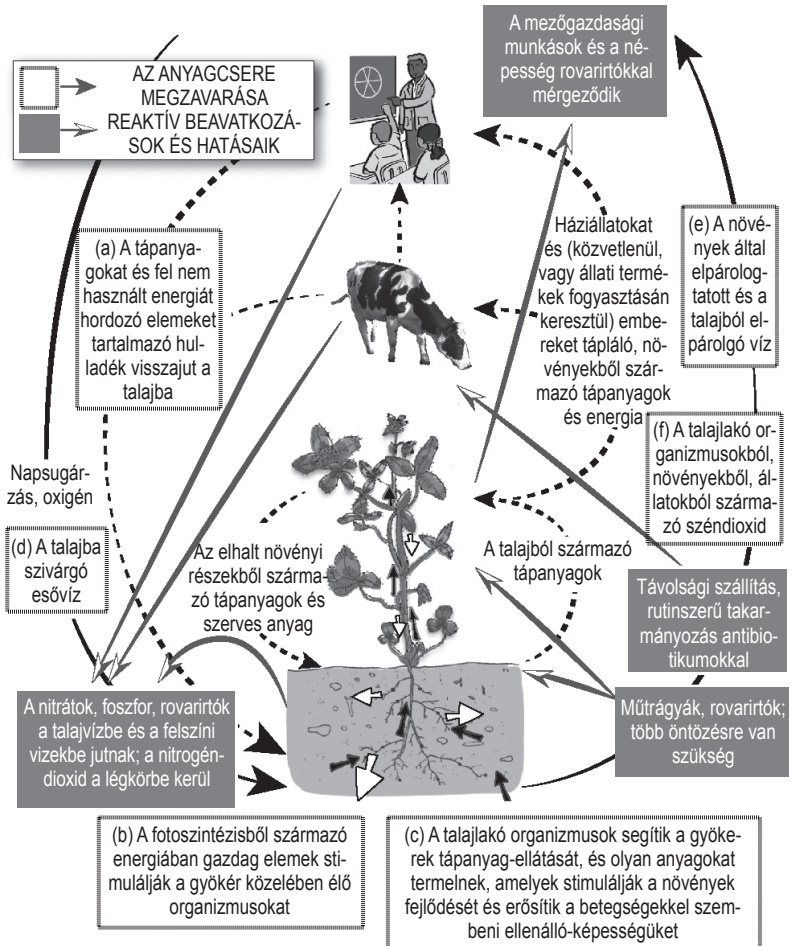 A mezőgazdasági
munkások és a né-
pesség rovarirtókkal
mérgeződik
AZ ANYAGCSERE
MEGZAVARÁSA
REAKTÍV BEAVATKOZÁ-
SOK ÉS HATÁSAIK
(a) A tápanya-
gokat és fel nem
használt energiát
hordozó elemeket
tartalmazó hul-
ladék visszajut a
talajba
Háziállatokat
és (közvetlenül,
vagy állati termé-
kek fogyasztásán
keresztül) embe-
reket tápláló, nö-
vényekből szár-
mazó tápanyagok
és energia
(e) A növé-
nyek által
elpárolog-
tatott és a
talajból el-
párolgó víz
(f) A talajlakó or-
ganizmusokból,
növényekből, ál-
latokból szárma-
zó széndioxid
Napsugár-
zás, oxigén
(d) A talajba
szivárgó
esővíz
Az elhalt növényi
részekből szárma-
zó tápanyagok és
szerves anyag
A talajból származó
tápanyagok
Távolsági szállítás,
rutinszerű takar-
mányozás antibio-
tikumokkal
A nitrátok, foszfor, rovarirtók
a talajvízbe és a felszíni
vizekbe jutnak; a nitrogén-
dioxid a légkörbe kerül
Műtrágyák, rovarirtók;
több öntözésre van
szükség
(b) A fotoszintézisből származó
energiában gazdag elemek sti-
mulálják a gyökér közelében élő
organizmusokat
(c) A talajlakó organizmusok segítik a gyöke-
rek tápanyag-ellátását, és olyan anyagokat
termelnek, amelyek stimulálják a növények
fejlődését és erősítik a betegségekkel szem-
beni ellenálló-képességüket